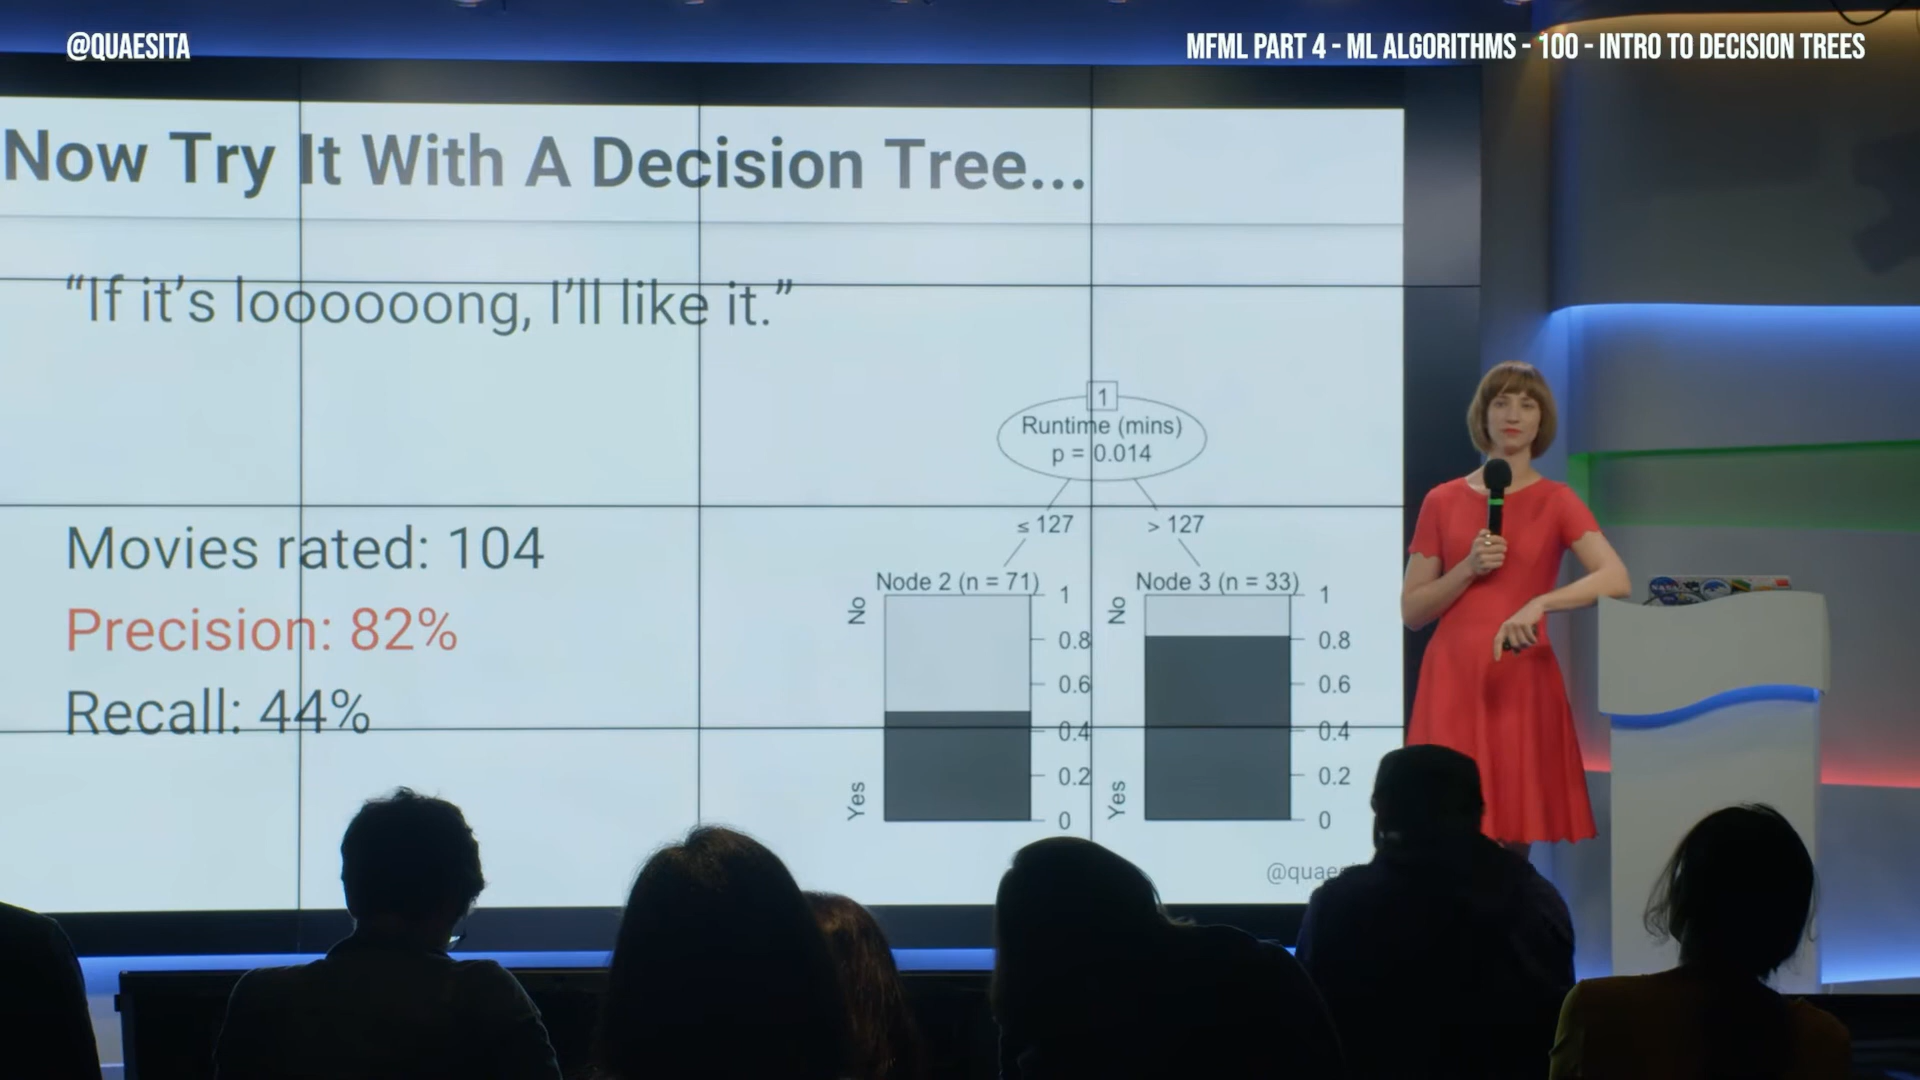 @QUAESITA
MFML PART 4 - ML ALGORITHMS - 100 - INTRO TO DECISION TREES
Now Try It With A Decision Tree...
“If it’s loooooong, I’ll like it.”
Movies rated: 104
Precision: 82%
Recall: 44%
1
Runtime (mins)
p = 0.014
≤ 127
> 127
Node 2 (n = 71)
No
Yes
1
0.8
0.6
0.4
0.2
0
Node 3 (n = 33)
No
Yes
1
0.8
0.6
0.4
0.2
0